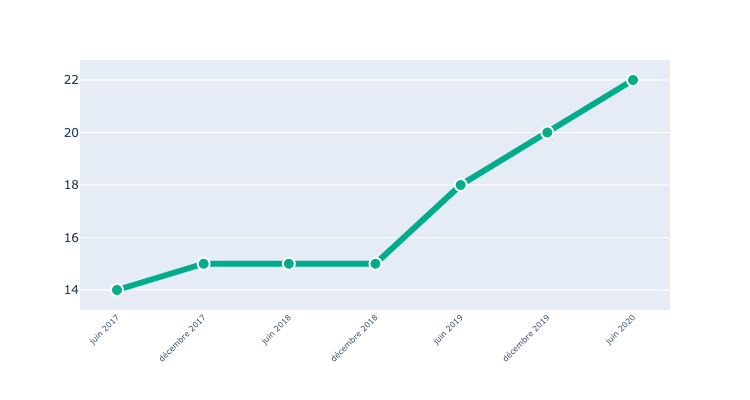 22
20
18
16
14
juin 2017
décembre 2017
juin 2018
décembre 2018
juin 2019
décembre 2019
juin 2020